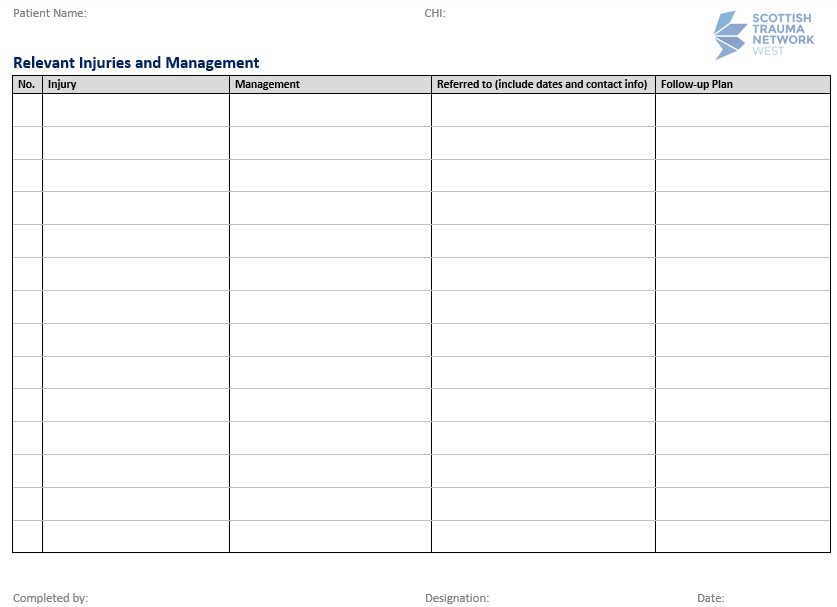 Patient Name: CHI:
SCOTTISH
TRAUMA
NETWORK
WEST
Relevant Injuries and Management
No. Injury Management Referred to (include dates and contact info) Follow-up Plan
Completed by: Designation: Date: